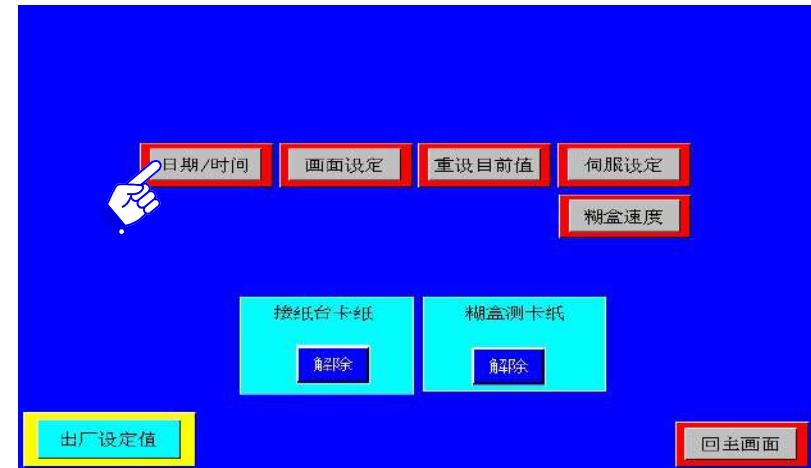 日期/时间 画面设定 重设目前值 伺服设定
糊盒速度
接纸台卡纸 糊盒测卡纸
解除 解除
出厂设定值 回主画面